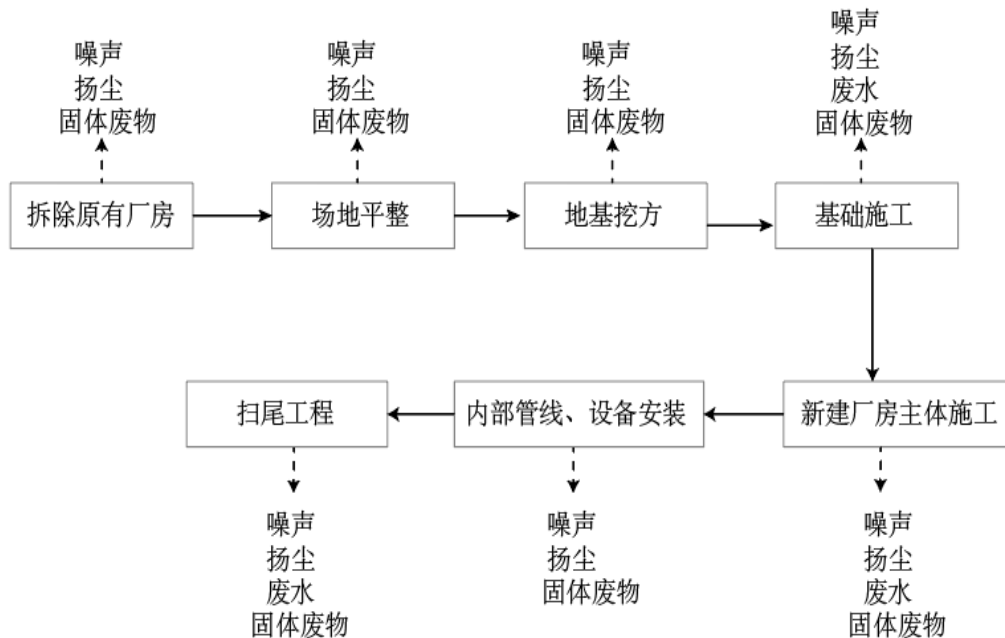 噪声
扬尘
固体废物
噪声
扬尘
固体废物
噪声
扬尘
固体废物
噪声
扬尘
废水
固体废物
拆除原有厂房
场地平整
地基挖方
基础施工
扫尾工程
内部管线、设备安装
新建厂房主体施工
噪声
扬尘
废水
固体废物
噪声
扬尘
固体废物
噪声
扬尘
废水
固体废物